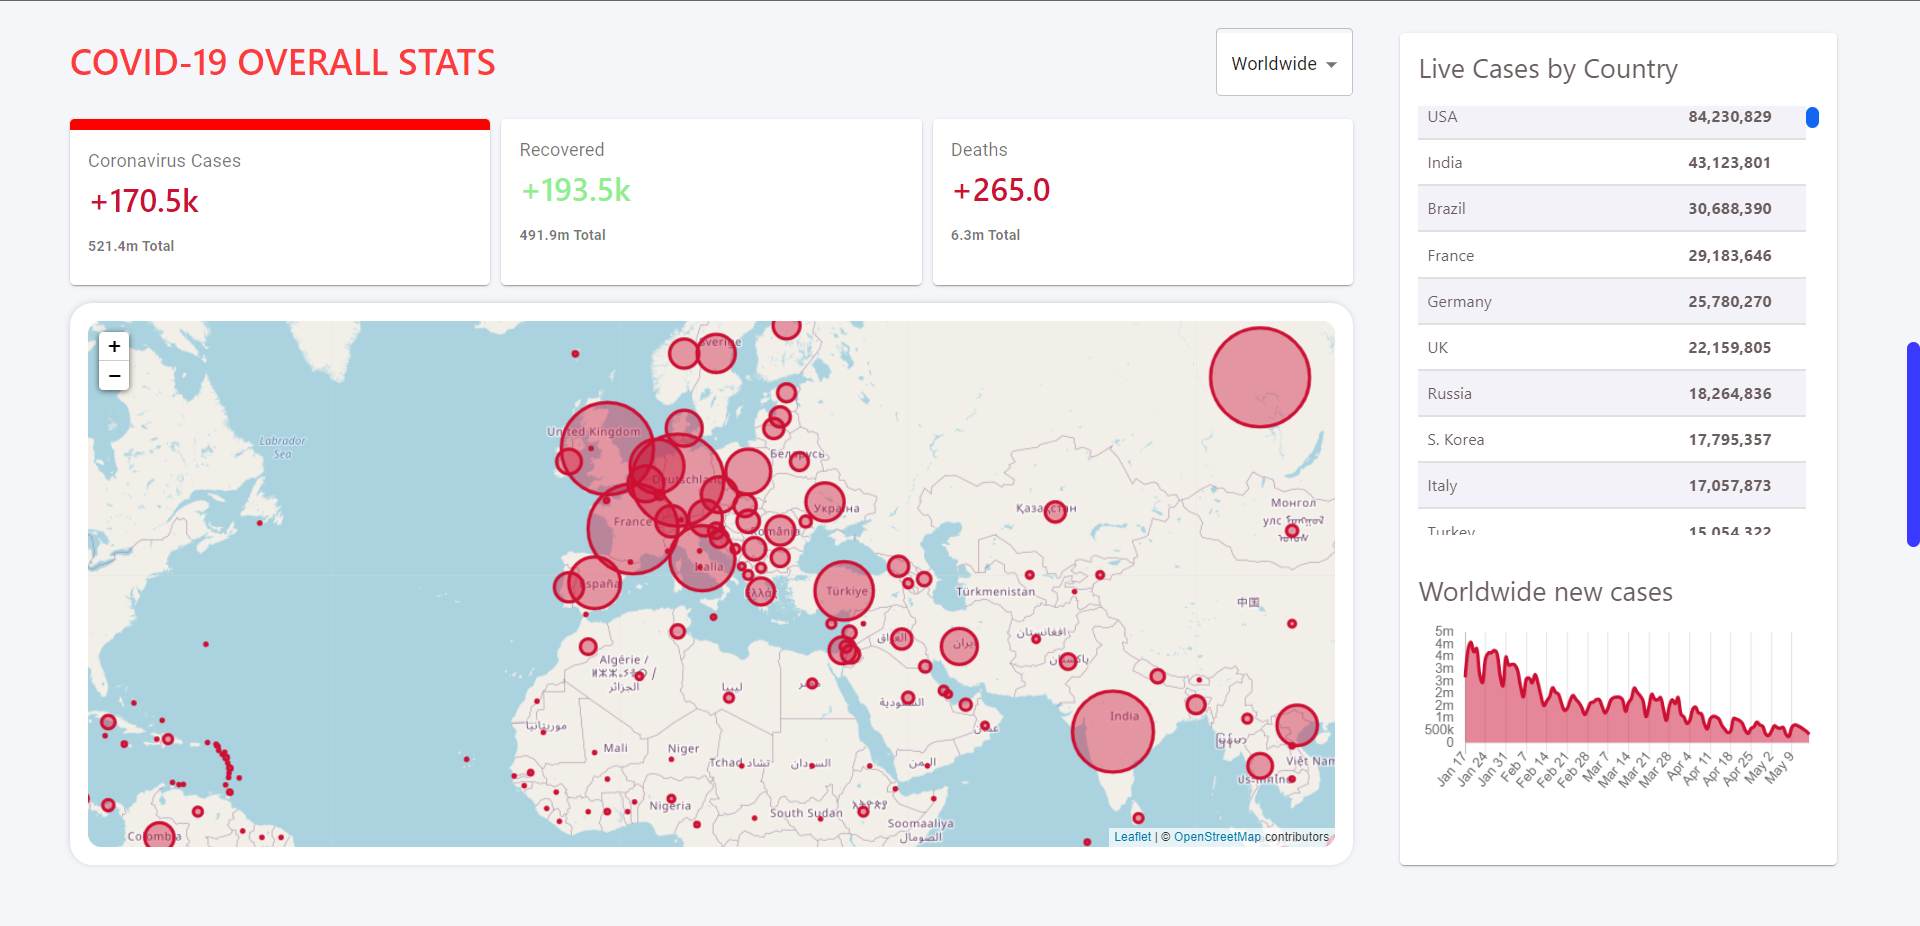 COVID-19 OVERALL STATS
Worldwide
Coronavirus Cases
+170.5k
521.4m Total
Recovered
+193.5k
491.9m Total
Deaths
+265.0
6.3m Total
+
−
Sverige
Labrador
Sea
United Kingdom
Беларусь
Deutschland
France
Україна
România
Қазақстан
Монгол
улс
Italia
España
Ελλάς
Türkiye
Türkmenistan
中国
افغانستان
العراق
ایران
پاکستان
Algérie /
الجزائر
ليبيا
مصر
السعودية
عمان
موريتانيا
India
Mali
Niger
Tchad تشاد
السودان
اليمن
Việt Nam
Nigeria
South Sudan
Soomaaliya
الصومال
Colombia
Leaflet | © OpenStreetMap contributors
Live Cases by Country
USA 84,230,829
India 43,123,801
Brazil 30,688,390
France 29,183,646
Germany 25,780,270
UK 22,159,805
Russia 18,264,836
S. Korea 17,795,357
Italy 17,057,873
Turkey 15,054,322
Worldwide new cases
5m
4m
4m
3m
3m
2m
2m
1m
500k
0
Jan 17
Jan 24
Jan 31
Feb 7
Feb 14
Feb 21
Feb 28
Mar 7
Mar 14
Mar 21
Mar 28
Apr 4
Apr 11
Apr 18
Apr 25
May 2
May 9